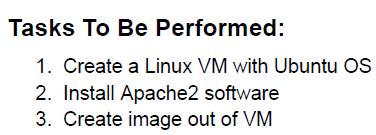 Tasks To Be Performed:
1. Create a Linux VM with Ubuntu OS
2. Install Apache2 software
3. Create image out of VM